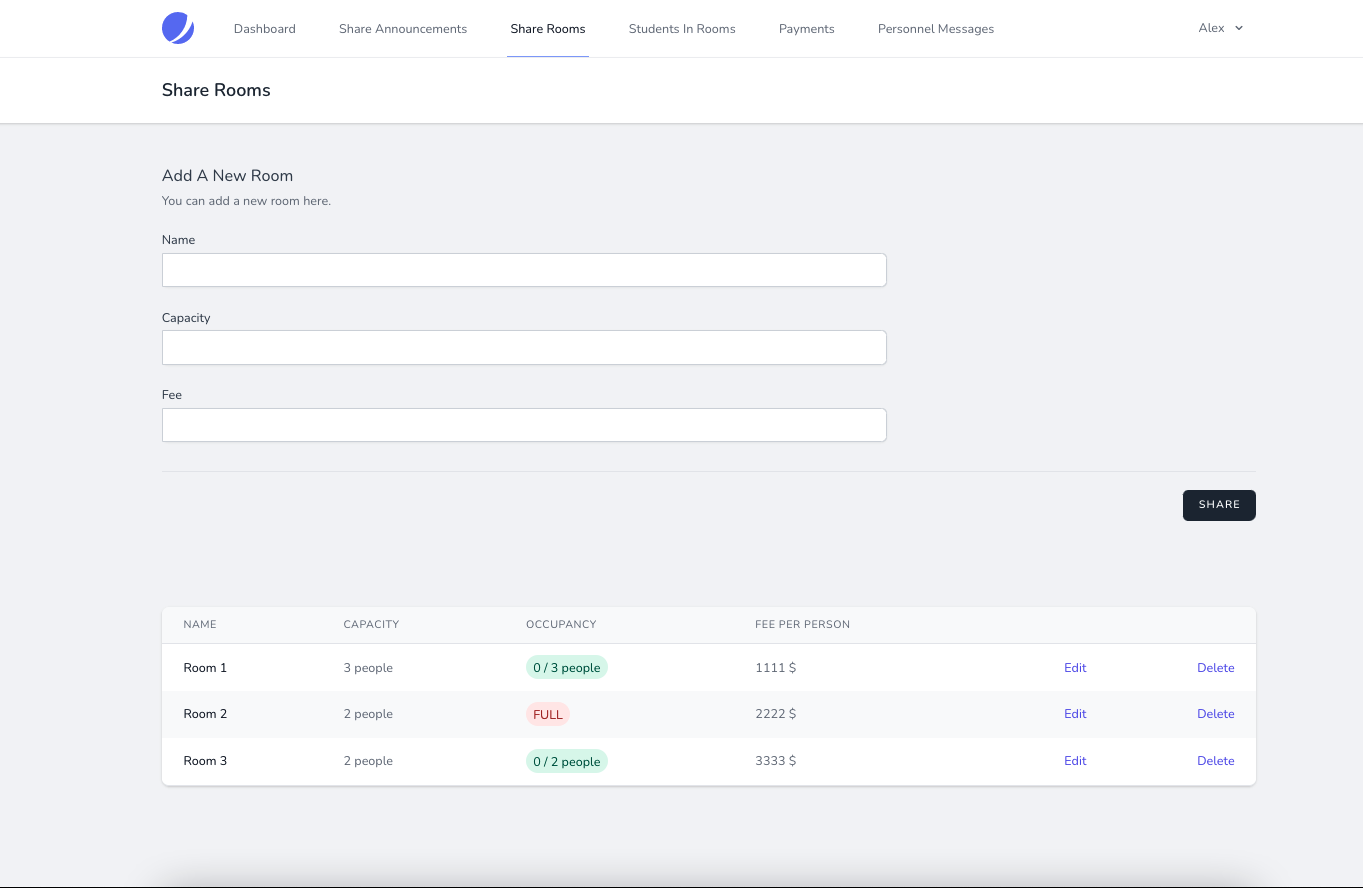 Dashboard Share Announcements Share Rooms Students In Rooms Payments Personnel Messages Alex
Share Rooms
Add A New Room
You can add a new room here.
Name
Capacity
Fee
SHARE
NAME CAPACITY OCCUPANCY FEE PER PERSON
Room 1 3 people 0 / 3 people 1111 $ Edit Delete
Room 2 2 people FULL 2222 $ Edit Delete
Room 3 2 people 0 / 2 people 3333 $ Edit Delete